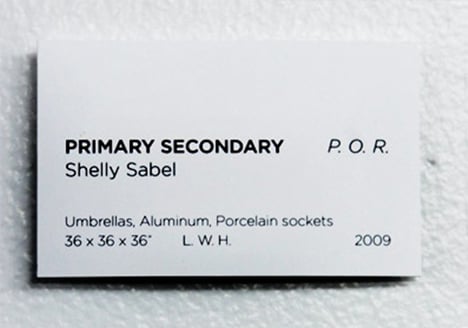 PRIMARY SECONDARY P. O. R.
Shelly Sabel
Umbrellas, Aluminum, Porcelain sockets
36 x 36 x 36" L. W. H. 2009